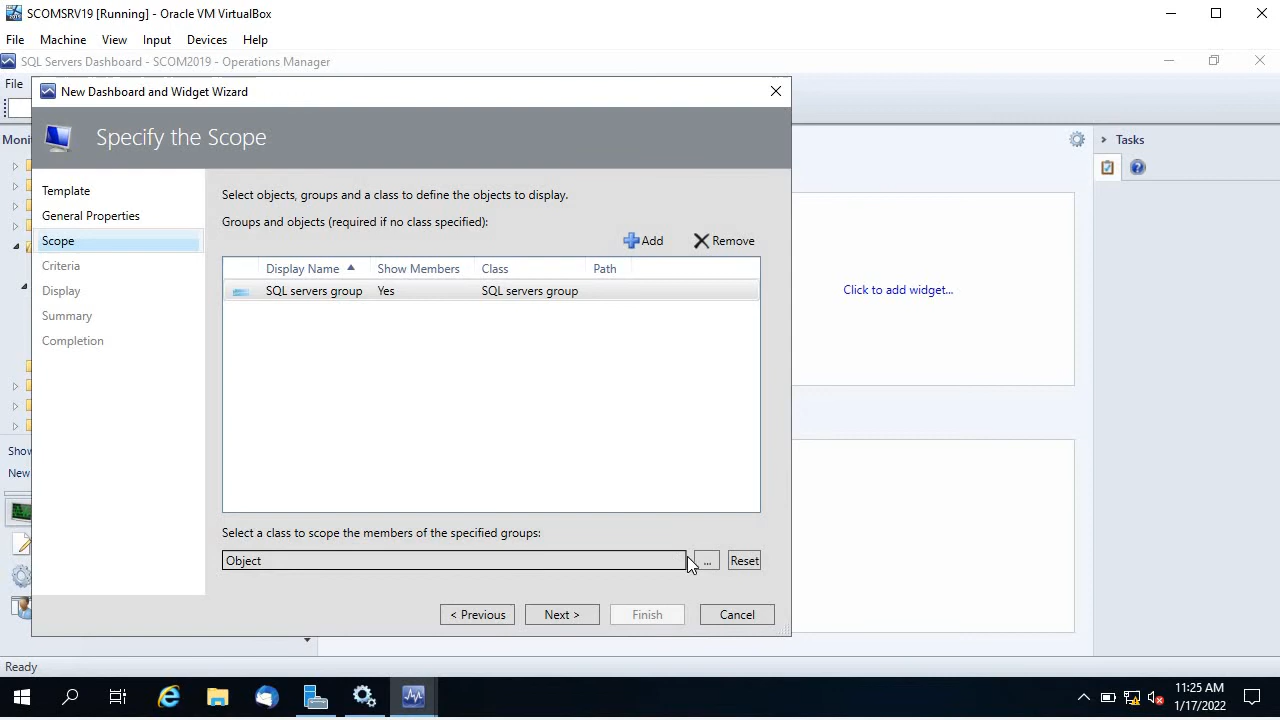 SCOMSRV19 [Running] - Oracle VM VirtualBox
File Machine View Input Devices Help
SQL Servers Dashboard - SCOM2019 - Operations Manager
File
New Dashboard and Widget Wizard
Specify the Scope
Tasks
Template
General Properties
Scope
Criteria
Display
Summary
Completion
Select objects, groups and a class to define the objects to display.
Groups and objects (required if no class specified):
Add Remove
Display Name Show Members Class Path
SQL servers group Yes SQL servers group
Click to add widget...
Select a class to scope the members of the specified groups:
Object ... Reset
< Previous Next > Finish Cancel
New
Ready
11:25 AM
1/17/2022